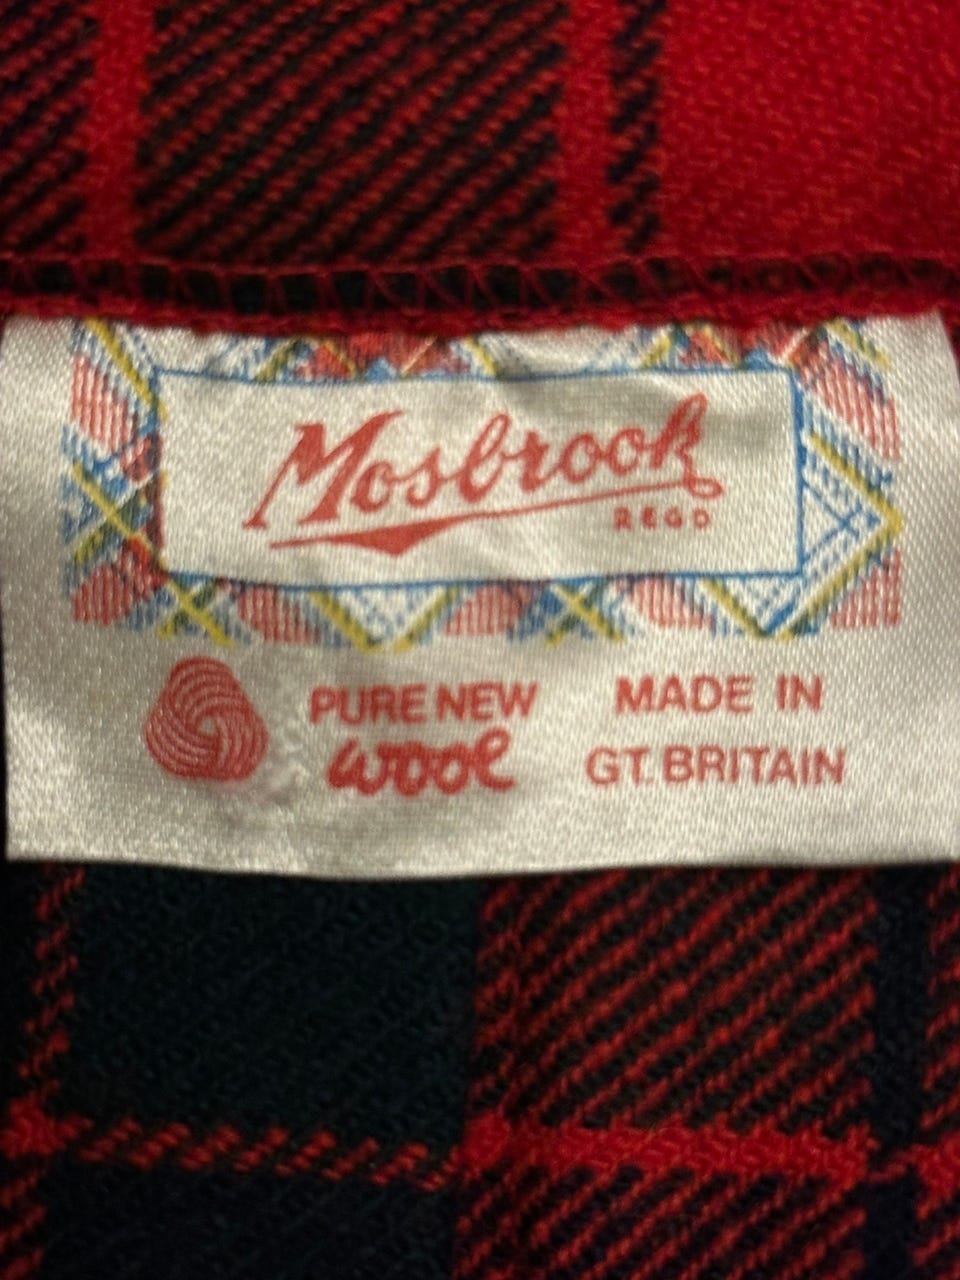 Mosbrook
REGD
PURE NEW
wool
MADE IN
GT. BRITAIN